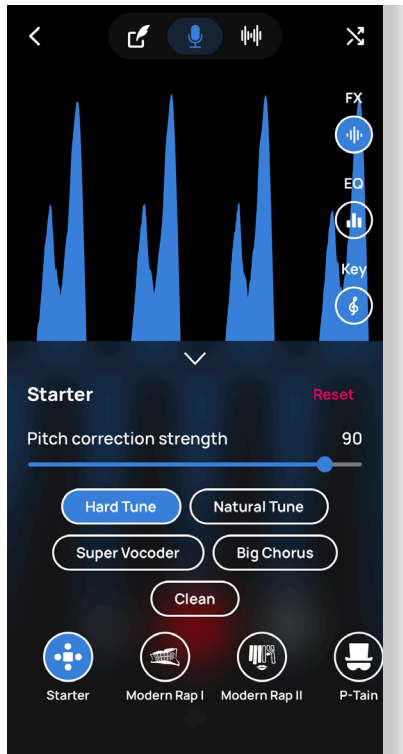 FX
EQ
Key
Starter Reset
Pitch correction strength 90
Hard Tune Natural Tune
Super Vocoder Big Chorus
Clean
Starter Modern Rap I Modern Rap II P-Tain